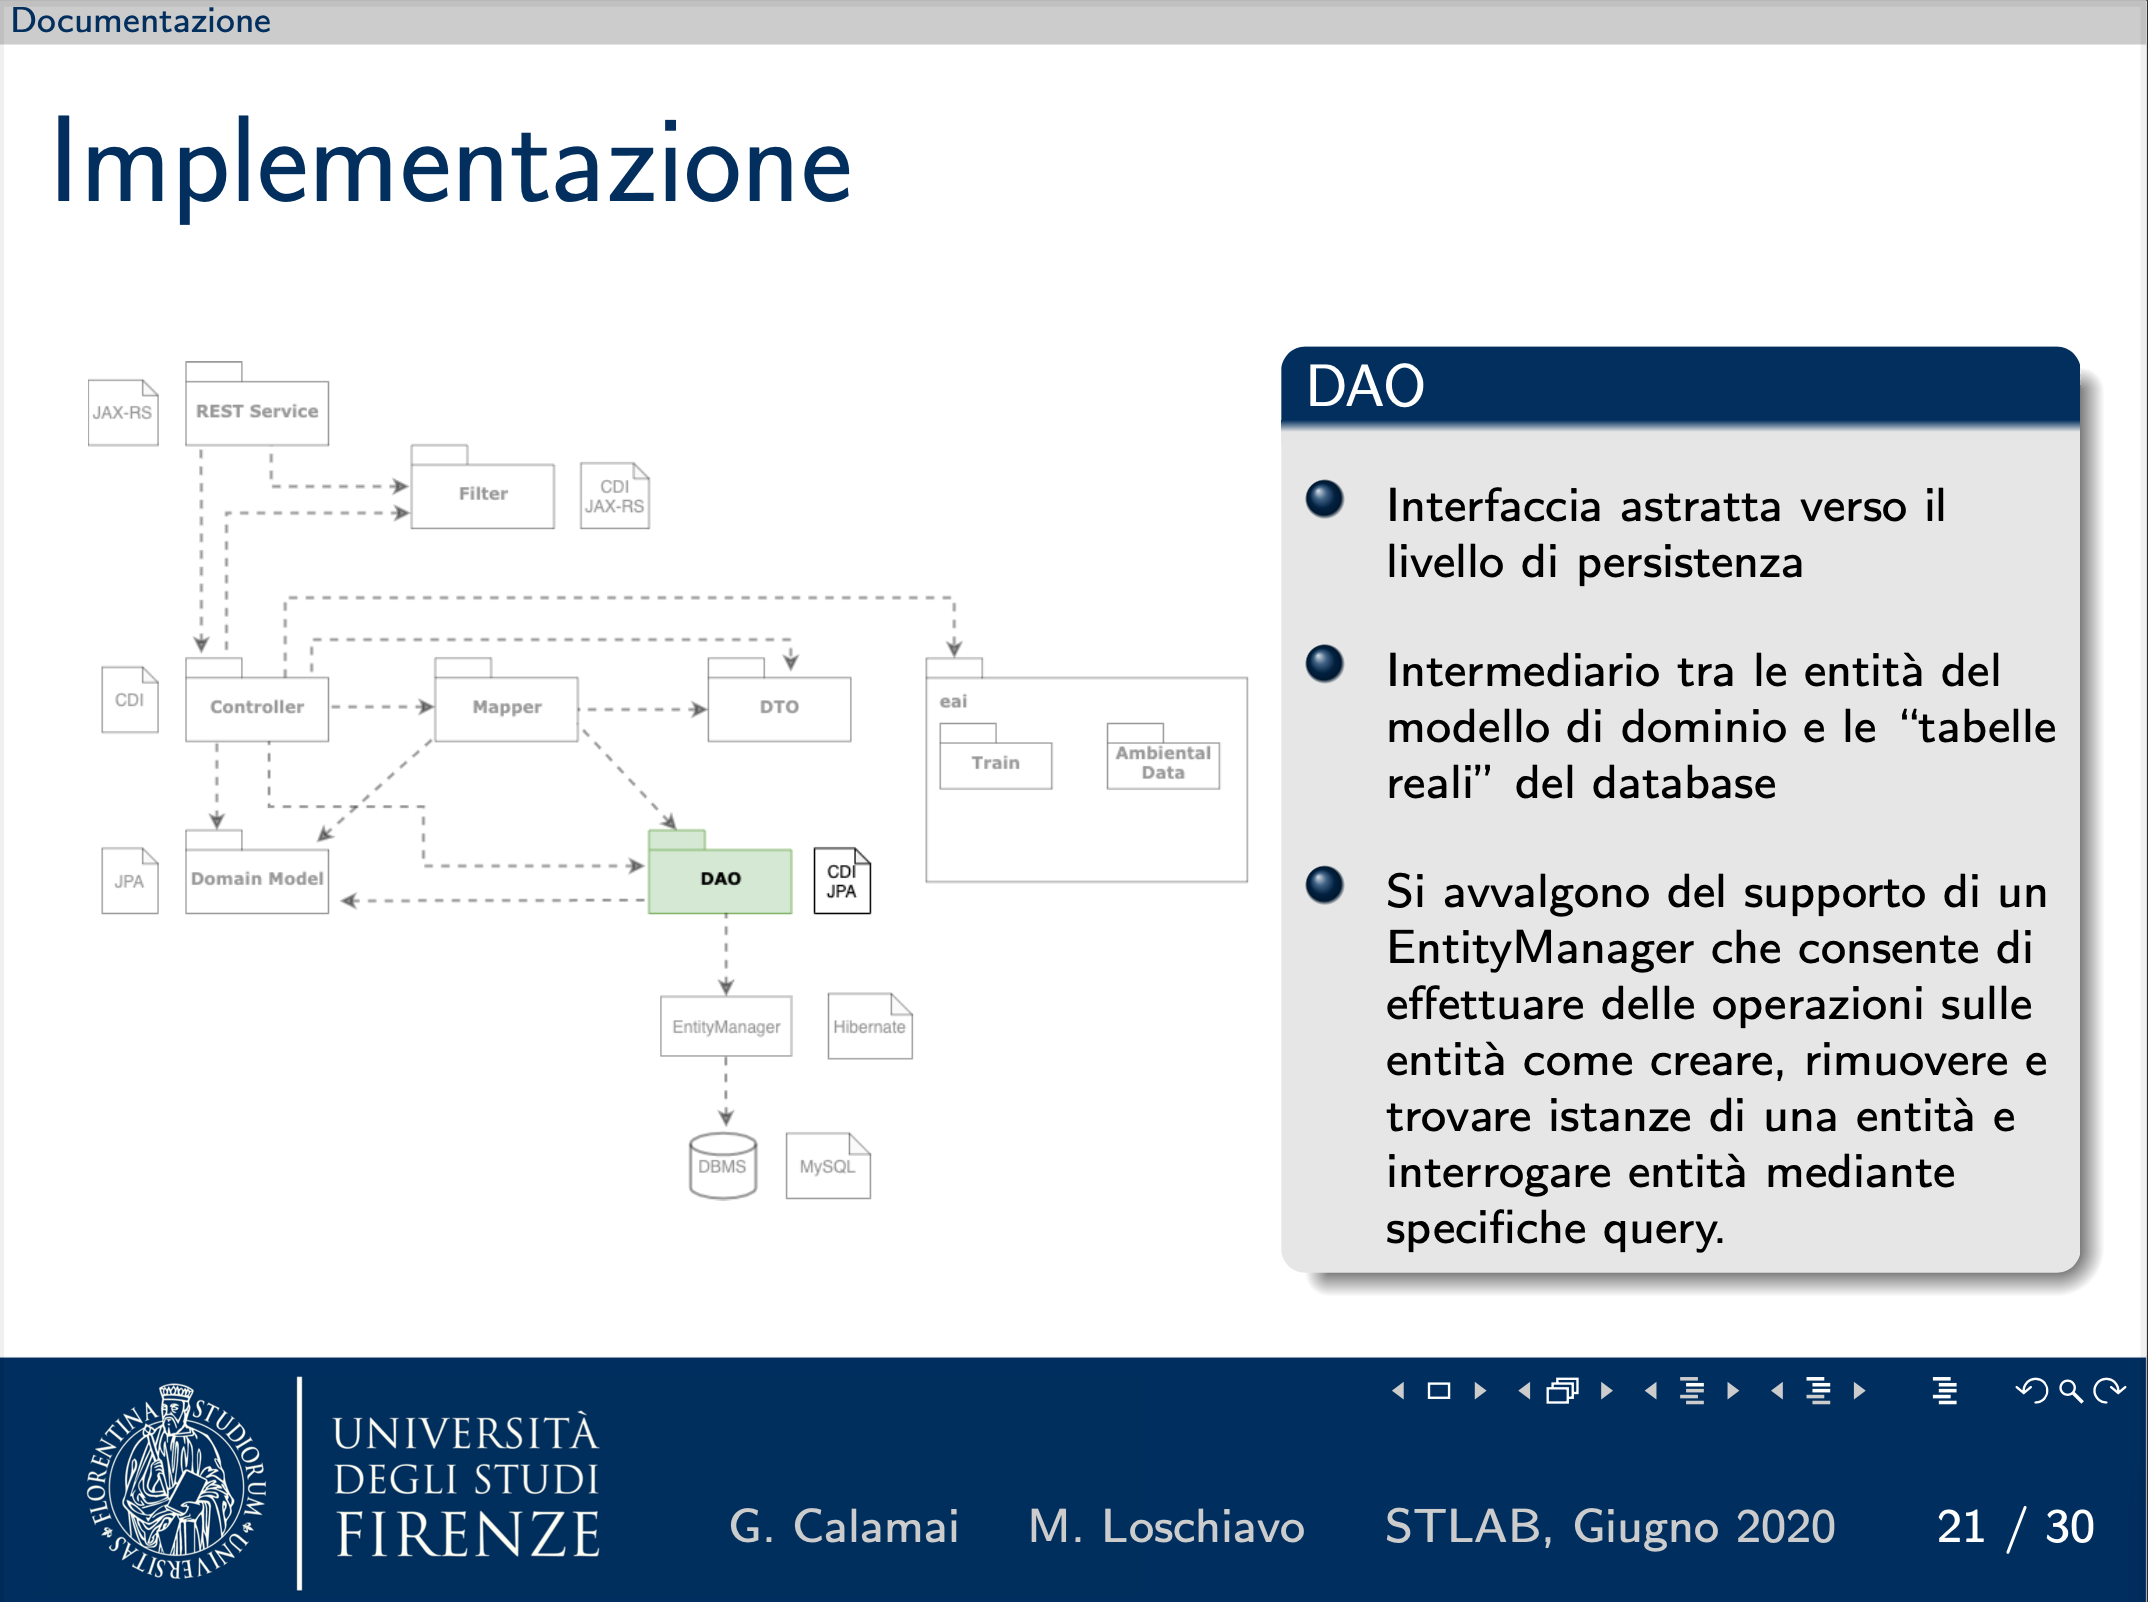 Documentazione
Implementazione
JAX-RS
REST Service
Filter
CDI
JAX-RS
CDI
Controller
Mapper
DTO
eai
Train
Ambiental
Data
JPA
Domain Model
DAO
CDI
JPA
EntityManager
Hibernate
DBMS
MySQL
DAO
Interfaccia astratta verso il
livello di persistenza
Intermediario tra le entità del
modello di dominio e le “tabelle
reali” del database
Si avvalgono del supporto di un
EntityManager che consente di
effettuare delle operazioni sulle
entità come creare, rimuovere e
trovare istanze di una entità e
interrogare entità mediante
specifiche query.
FLORENTINA STUDIORUM UNIVERSITAS
UNIVERSITÀ
DEGLI STUDI
FIRENZE
G. Calamai M. Loschiavo STLAB, Giugno 2020 21 / 30